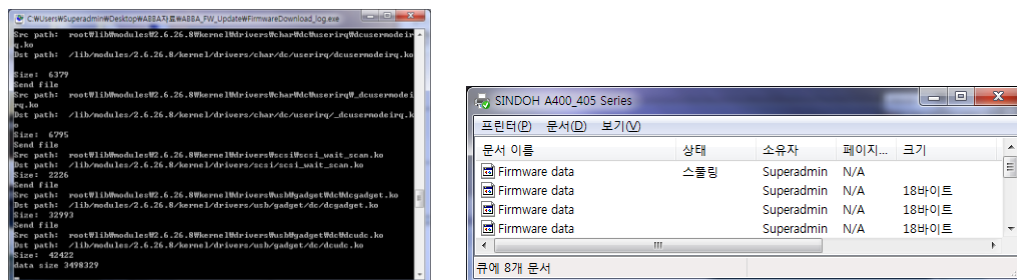 C:₩Users₩Superadmin₩Desktop₩ABBA자료₩ABBA_FW_Update₩FirmwareDownload_log.exe
Src path:  root₩lib₩modules₩2.6.26.8₩kernel₩drivers₩char₩dc₩userirq₩dcusermodeir
q.ko
Dst path:  /lib/modules/2.6.26.8/kernel/drivers/char/dc/userirq/dcusermodeirq.ko
Size:  6379
Send file
Src path:  root₩lib₩modules₩2.6.26.8₩kernel₩drivers₩char₩dc₩userirq₩_dcusermodei
rq.ko
Dst path:  /lib/modules/2.6.26.8/kernel/drivers/char/dc/userirq/_dcusermodeirq.k
o
Size:  6795
Send file
Src path:  root₩lib₩modules₩2.6.26.8₩kernel₩drivers₩scsi₩scsi_wait_scan.ko
Dst path:  /lib/modules/2.6.26.8/kernel/drivers/scsi/scsi_wait_scan.ko
Size:  2226
Send file
Src path:  root₩lib₩modules₩2.6.26.8₩kernel₩drivers₩usb₩gadget₩dc₩dcgadget.ko
Dst path:  /lib/modules/2.6.26.8/kernel/drivers/usb/gadget/dc/dcgadget.ko
Size:  32993
Send file
Src path:  root₩lib₩modules₩2.6.26.8₩kernel₩drivers₩usb₩gadget₩dc₩dcudc.ko
Dst path:  /lib/modules/2.6.26.8/kernel/drivers/usb/gadget/dc/dcudc.ko
Size:  42422
data size 3498329
SINDOH A400_405 Series
프린터(P) 문서(D) 보기(V)
문서 이름 상태 소유자 페이지... 크기
Firmware data 스풀링 Superadmin N/A
Firmware data Superadmin N/A 18바이트
Firmware data Superadmin N/A 18바이트
Firmware data Superadmin N/A 18바이트
큐에 8개 문서